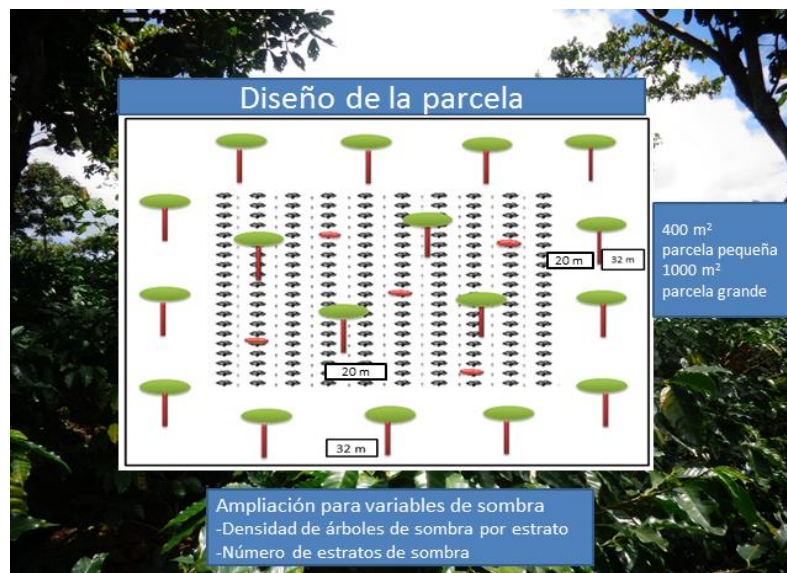 Diseño de la parcela
400 m²
parcela pequeña
1000 m²
parcela grande
20 m
32 m
20 m
32 m
Ampliación para variables de sombra
-Densidad de árboles de sombra por estrato
-Número de estratos de sombra